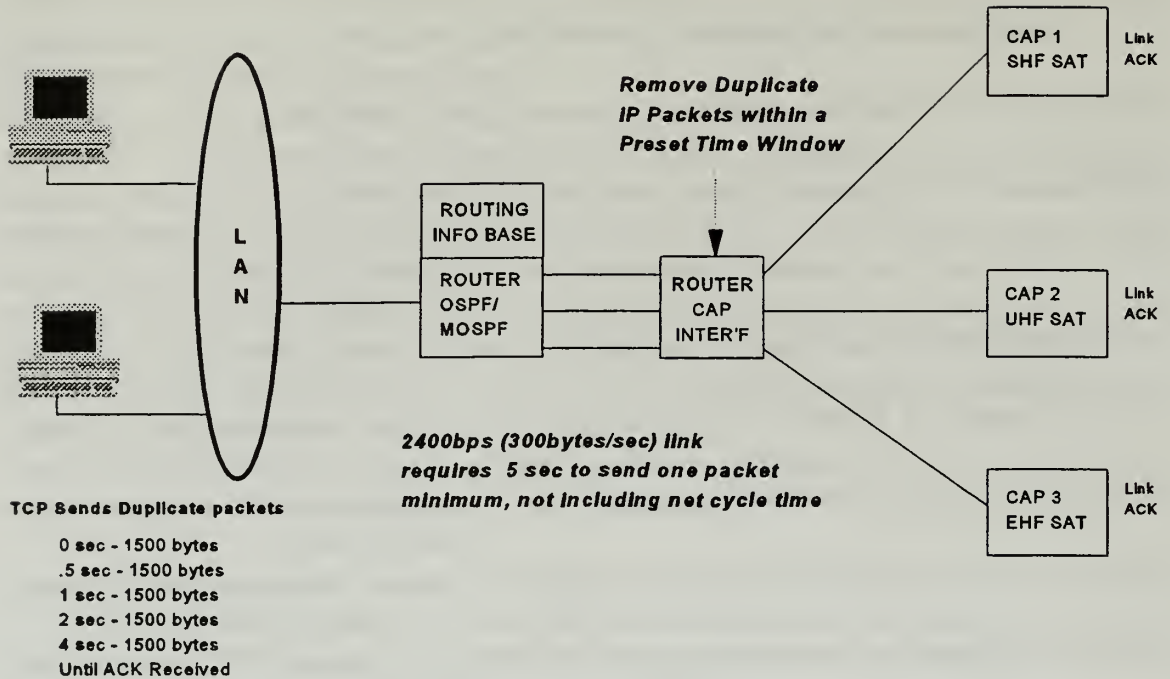 CAP 1
SHF SAT
Link
ACK
Remove Duplicate
IP Packets within a
Preset Time Window
L
A
N
ROUTING
INFO BASE
ROUTER
OSPF/
MOSPF
ROUTER
CAP
INTER'F
CAP 2
UHF SAT
Link
ACK
2400bps (300bytes/sec) link
requires 5 sec to send one packet
minimum, not including net cycle time
CAP 3
EHF SAT
Link
ACK
TCP Sends Duplicate packets
0 sec - 1500 bytes
.5 sec - 1500 bytes
1 sec - 1500 bytes
2 sec - 1500 bytes
4 sec - 1500 bytes
Until ACK Received